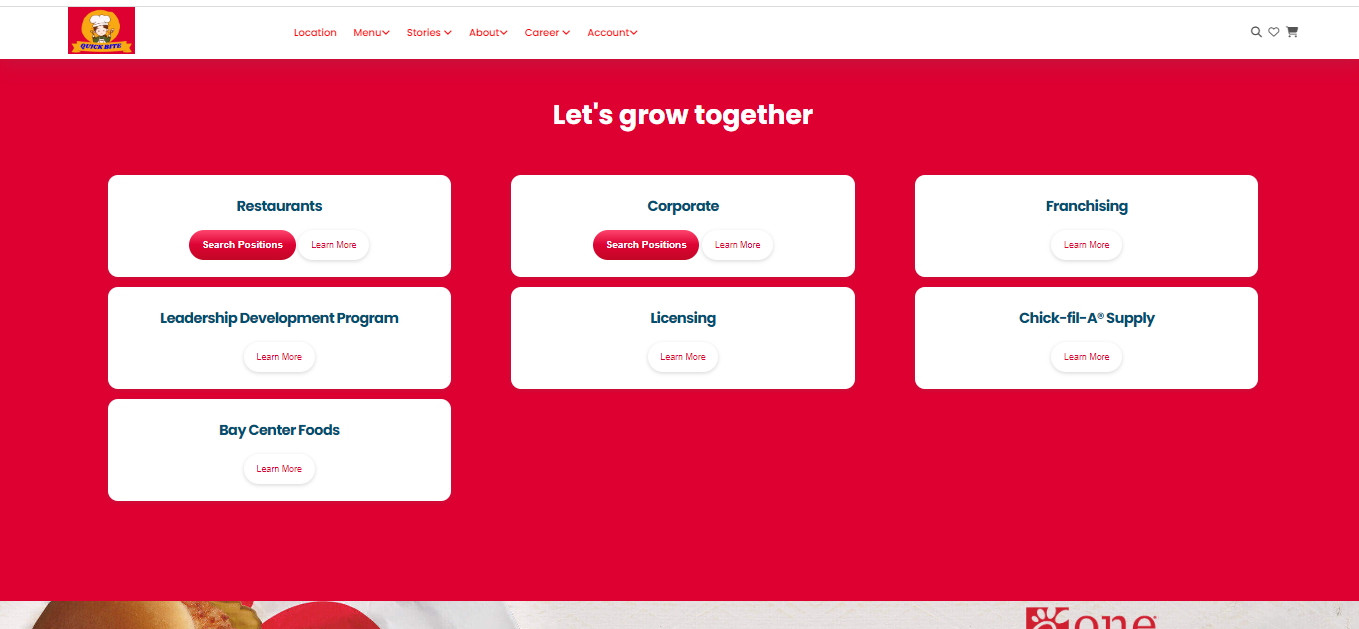 QUICK BITE
Location Menu Stories About Career Account
Let's grow together
Restaurants
Search Positions Learn More
Corporate
Search Positions Learn More
Franchising
Learn More
Leadership Development Program
Learn More
Licensing
Learn More
Chick-fil-A® Supply
Learn More
Bay Center Foods
Learn More
one